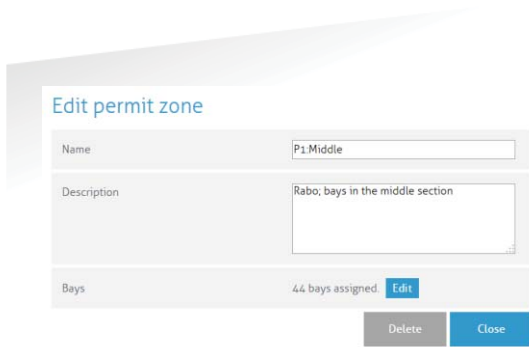 Edit permit zone
Name P1:Middle
Description Rabo; bays in the middle section
Bays 44 bays assigned. Edit
Delete Close